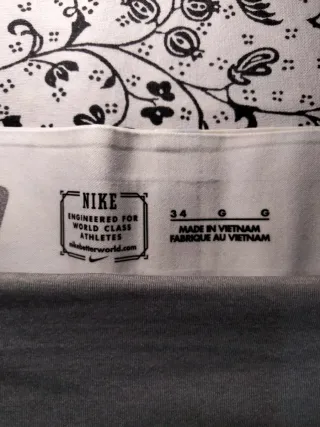 NIKE
ENGINEERED FOR
WORLD CLASS
ATHLETES
nikebetterworld.com
34 G G
MADE IN VIETNAM
FABRIQUE AU VIETNAM